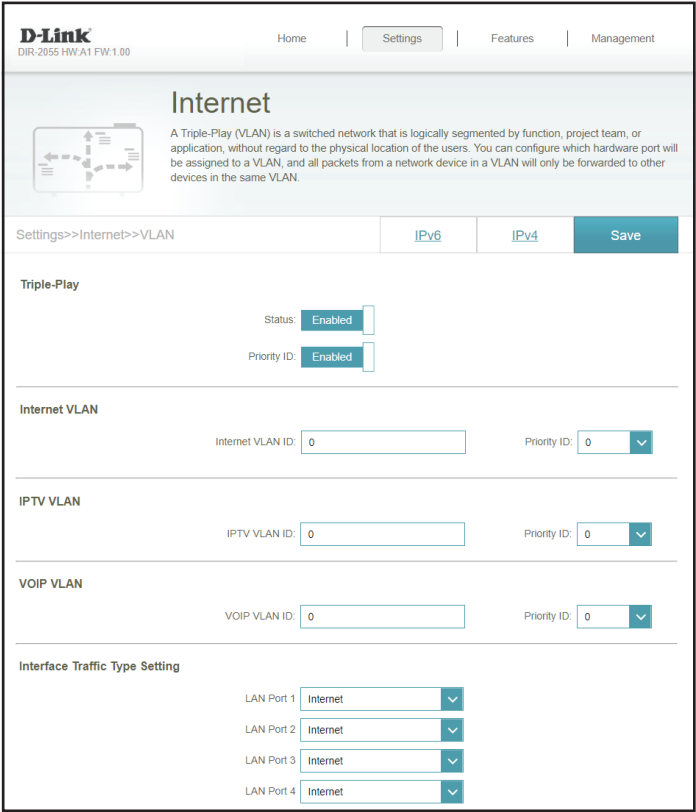 D-Link
DIR-2055 HW:A1 FW:1.00
Home | Settings | Features | Management
Internet
A Triple-Play (VLAN) is a switched network that is logically segmented by function, project team, or
application, without regard to the physical location of the users. You can configure which hardware port will
be assigned to a VLAN, and all packets from a network device in a VLAN will only be forwarded to other
devices in the same VLAN.
Settings>>Internet>>VLAN IPv6 IPv4 Save
Triple-Play
Status: Enabled
Priority ID: Enabled
Internet VLAN
Internet VLAN ID: 0 Priority ID: 0
IPTV VLAN
IPTV VLAN ID: 0 Priority ID: 0
VOIP VLAN
VOIP VLAN ID: 0 Priority ID: 0
Interface Traffic Type Setting
LAN Port 1 Internet
LAN Port 2 Internet
LAN Port 3 Internet
LAN Port 4 Internet